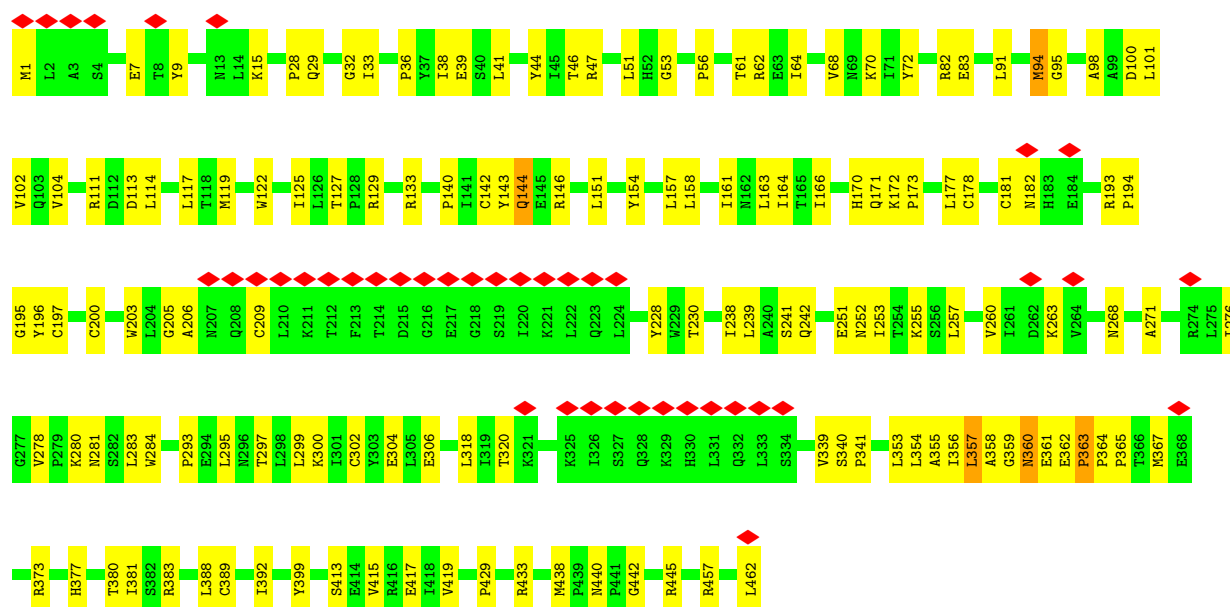 M1 L2 A3 S4 E7 T8 Y9 N13 L14 K15 P28 Q29 G32 I33 P36 Y37 I38 E39 S40 L41 Y44 I45 T46 R47 L51 H52 G53 P56 T61 R62 E63 I64 V68 N69 K70 I71 Y72 R82 E83 L91 M94 G95 A98 A99 D100 L101
V102 Q103 V104 R111 D112 D113 L114 L117 T118 M119 W122 I125 L126 T127 P128 R129 R133 P140 I141 C142 Y143 Q144 E145 R146 L151 Y154 L157 L158 I161 N162 L163 I164 T165 I166 H170 Q171 K172 P173 L177 C178 C181 N182 H183 E184 R193 P194
G195 Y196 C197 C200 W203 L204 G205 A206 N207 Q208 C209 L210 K211 T212 F213 T214 D215 G216 E217 G218 S219 I220 K221 L222 Q223 L224 Y228 W229 T230 I238 L239 A240 S241 Q242 E251 N252 I253 T254 K255 S256 L257 V260 I261 D262 K263 V264 N268 A271 R274 L275
G277 V278 P279 K280 N281 S282 L283 W284 P293 E294 L295 N296 T297 L298 L299 K300 I301 C302 Y303 E304 L305 E306 L318 I319 T320 K321 K325 I326 S327 Q328 K329 H330 L331 Q332 L333 S334 V339 S340 P341 L353 L354 A355 I356 L357 A358 G359 N360 E361 E362 P363 P364 P365 T366 M367 E368
R373 H377 T380 I381 S382 R383 L388 C389 I392 Y399 S413 E414 V415 R416 E417 I418 V419 P429 R433 M438 P439 N440 P441 G442 R445 R457 L462